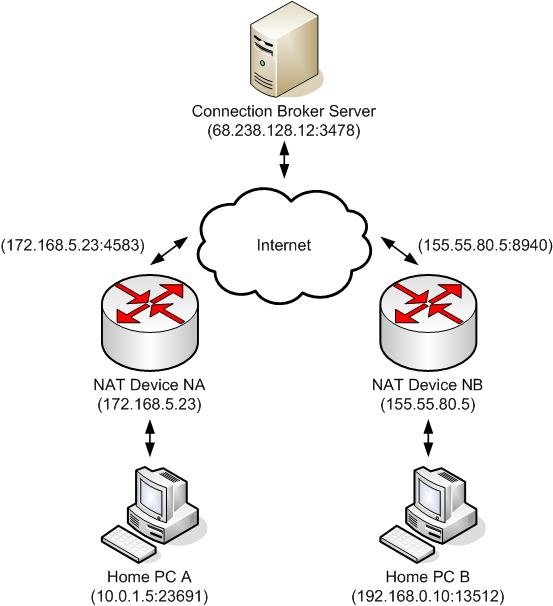 Connection Broker Server
(68.238.128.12:3478)
(172.168.5.23:4583)
Internet
(155.55.80.5:8940)
NAT Device NA
(172.168.5.23)
NAT Device NB
(155.55.80.5)
Home PC A
(10.0.1.5:23691)
Home PC B
(192.168.0.10:13512)